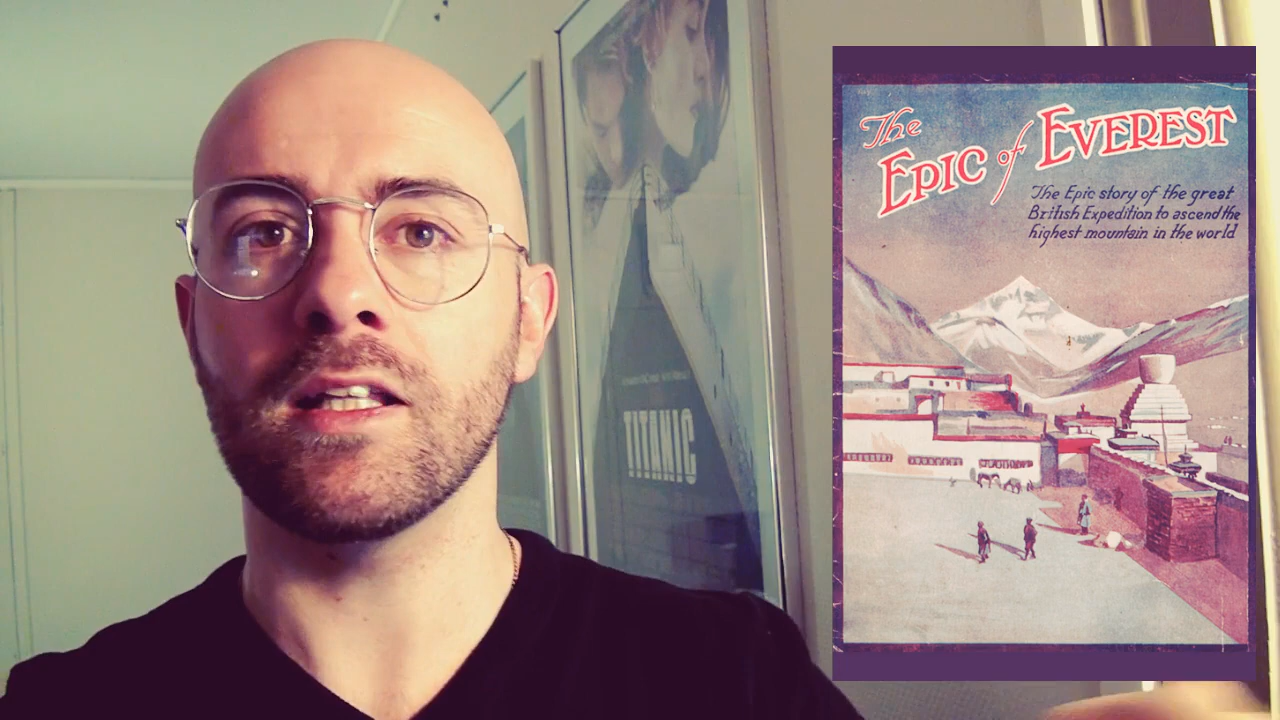 The
EPIC of EVEREST
The Epic story of the great
British Expedition to ascend the
highest mountain in the world
TITANIC